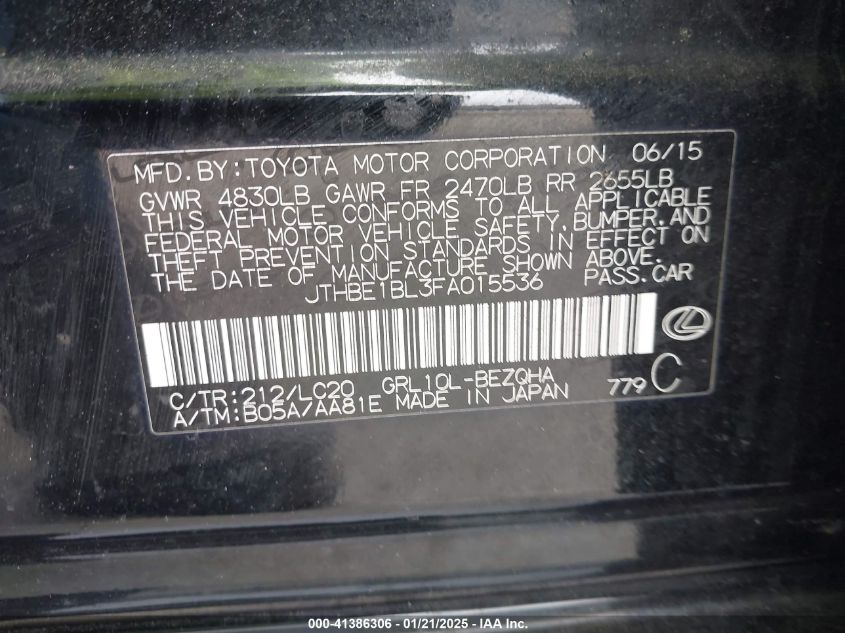 MFD. BY: TOYOTA MOTOR CORPORATION 06/15
GVWR 4830LB GAWR FR 2470LB RR 2655LB
THIS VEHICLE CONFORMS TO ALL APPLICABLE
FEDERAL MOTOR VEHICLE SAFETY, BUMPER, AND
THEFT PREVENTION STANDARDS IN EFFECT ON
THE DATE OF MANUFACTURE SHOWN ABOVE.
JTHBE1BL3FA015536 PASS. CAR
C/TR: 212/LC20 GRL10L-BEZQHA
A/TM: B05A/AA81E MADE IN JAPAN 779 C
000-41386306 - 01/21/2025 - IAA Inc.